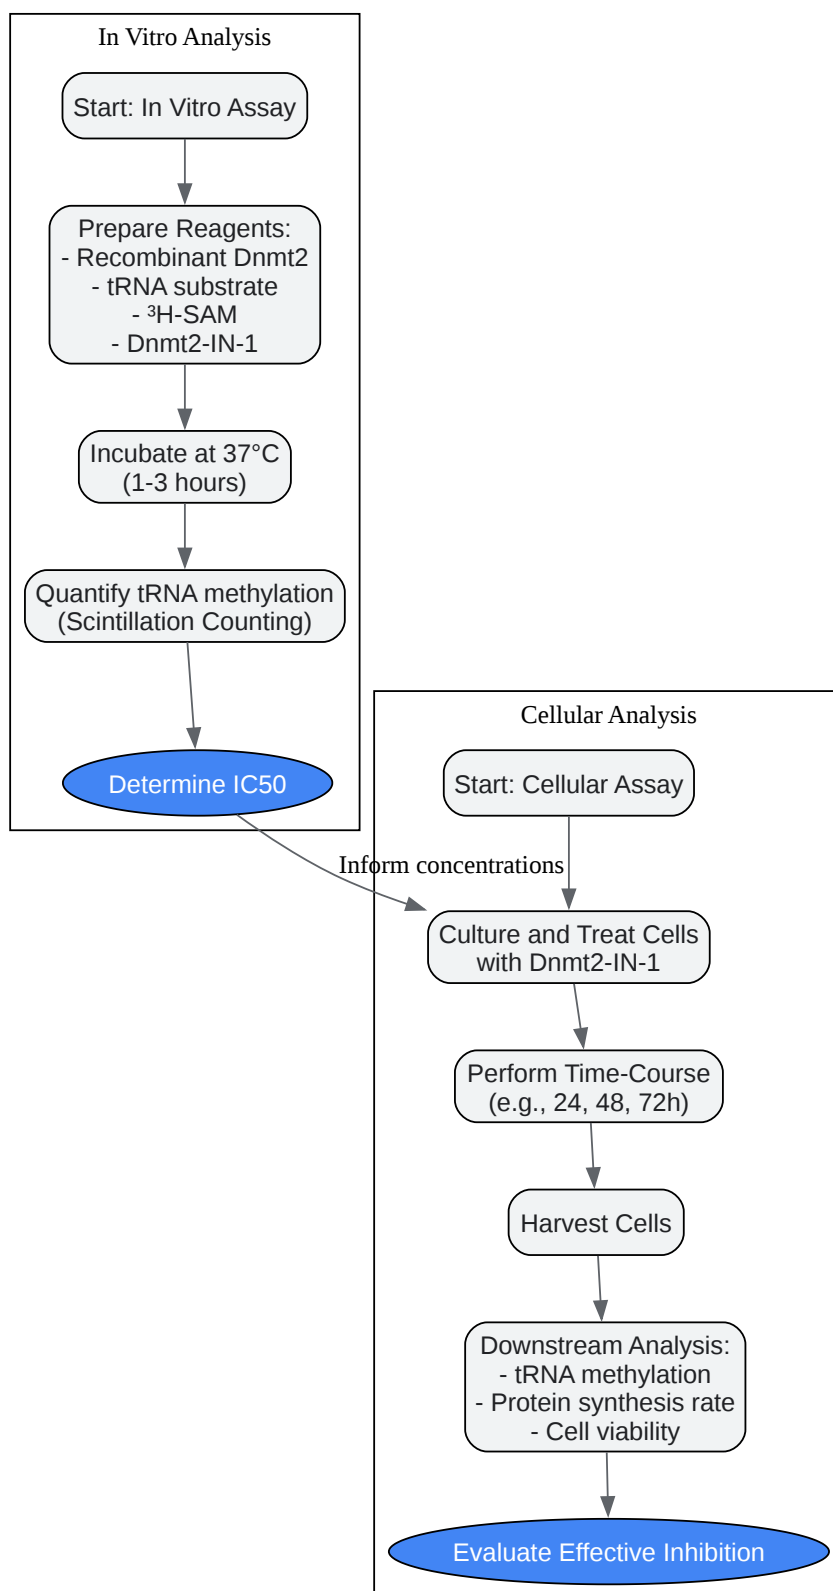 In Vitro Analysis
Start: In Vitro Assay
Prepare Reagents:
- Recombinant Dnmt2
- tRNA substrate
- ³H-SAM
- Dnmt2-IN-1
Incubate at 37°C
(1-3 hours)
Quantify tRNA methylation
(Scintillation Counting)
Determine IC50
Inform concentrations
Cellular Analysis
Start: Cellular Assay
Culture and Treat Cells
with Dnmt2-IN-1
Perform Time-Course
(e.g., 24, 48, 72h)
Harvest Cells
Downstream Analysis:
- tRNA methylation
- Protein synthesis rate
- Cell viability
Evaluate Effective Inhibition